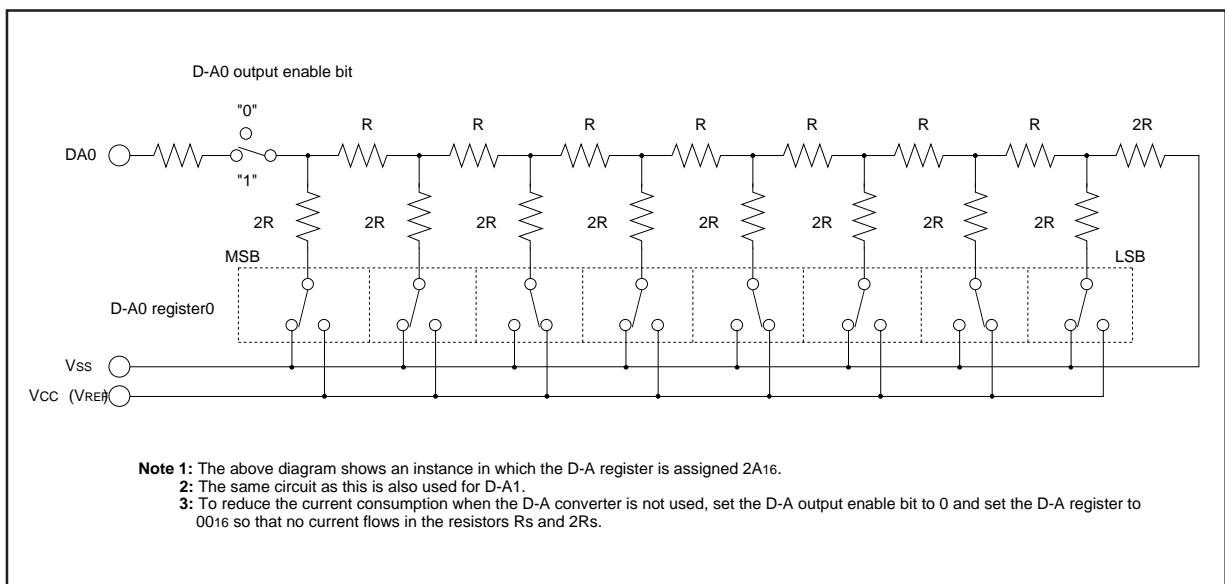 D-A0 output enable bit
"0"
R R R R R R R 2R
DA0
"1"
2R 2R 2R 2R 2R 2R 2R 2R
MSB LSB
D-A0 register0
VSS
VCC (VREF)
Note 1: The above diagram shows an instance in which the D-A register is assigned 2A16.
2: The same circuit as this is also used for D-A1.
3: To reduce the current consumption when the D-A converter is not used, set the D-A output enable bit to 0 and set the D-A register to
0016 so that no current flows in the resistors Rs and 2Rs.